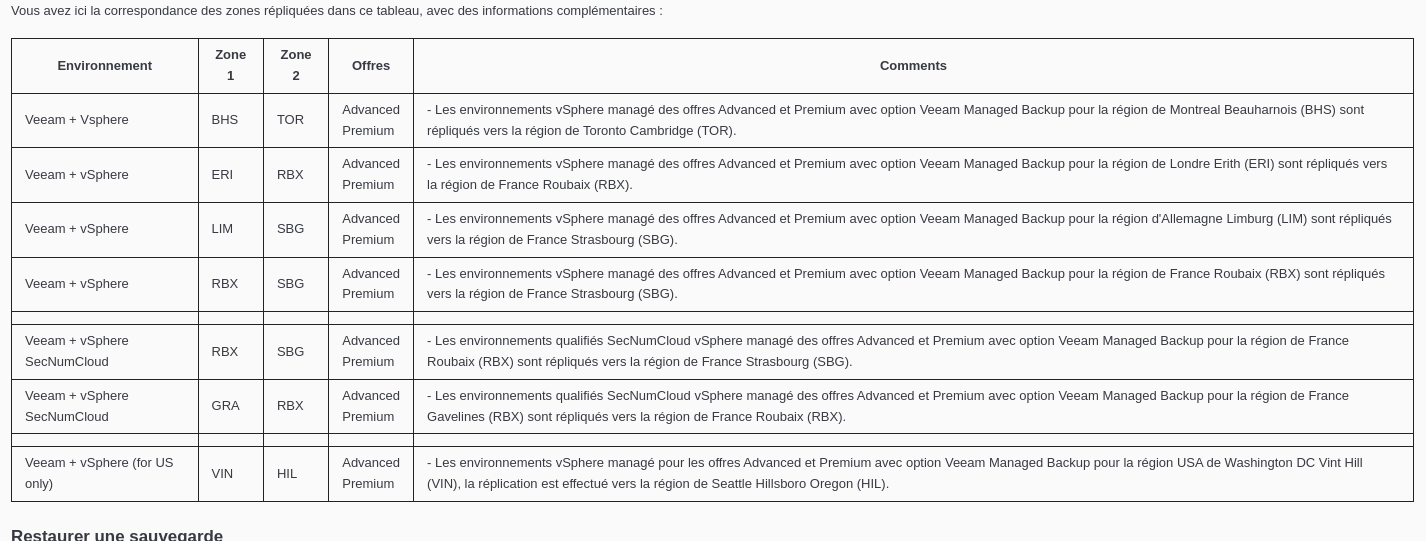 Vous avez ici la correspondance des zones répliquées dans ce tableau, avec des informations complémentaires :
Environnement
Zone
1
Zone
2
Offres
Comments
Veeam + Vsphere
BHS
TOR
Advanced
Premium
- Les environnements vSphere managé des offres Advanced et Premium avec option Veeam Managed Backup pour la région de Montreal Beauharnois (BHS) sont
répliqués vers la région de Toronto Cambridge (TOR).
Veeam + vSphere
ERI
RBX
Advanced
Premium
- Les environnements vSphere managé des offres Advanced et Premium avec option Veeam Managed Backup pour la région de Londre Erith (ERI) sont répliqués vers
la région de France Roubaix (RBX).
Veeam + vSphere
LIM
SBG
Advanced
Premium
- Les environnements vSphere managé des offres Advanced et Premium avec option Veeam Managed Backup pour la région d'Allemagne Limburg (LIM) sont répliqués
vers la région de France Strasbourg (SBG).
Veeam + vSphere
RBX
SBG
Advanced
Premium
- Les environnements vSphere managé des offres Advanced et Premium avec option Veeam Managed Backup pour la région de France Roubaix (RBX) sont répliqués
vers la région de France Strasbourg (SBG).
Veeam + vSphere
SecNumCloud
RBX
SBG
Advanced
Premium
- Les environnements qualifiés SecNumCloud vSphere managé des offres Advanced et Premium avec option Veeam Managed Backup pour la région de France
Roubaix (RBX) sont répliqués vers la région de France Strasbourg (SBG).
Veeam + vSphere
SecNumCloud
GRA
RBX
Advanced
Premium
- Les environnements qualifiés SecNumCloud vSphere managé des offres Advanced et Premium avec option Veeam Managed Backup pour la région de France
Gavelines (RBX) sont répliqués vers la région de France Roubaix (RBX).
Veeam + vSphere (for US
only)
VIN
HIL
Advanced
Premium
- Les environnements vSphere managé pour les offres Advanced et Premium avec option Veeam Managed Backup pour la région USA de Washington DC Vint Hill
(VIN), la réplication est effectué vers la région de Seattle Hillsboro Oregon (HIL).
Restaurer une sauvegarde